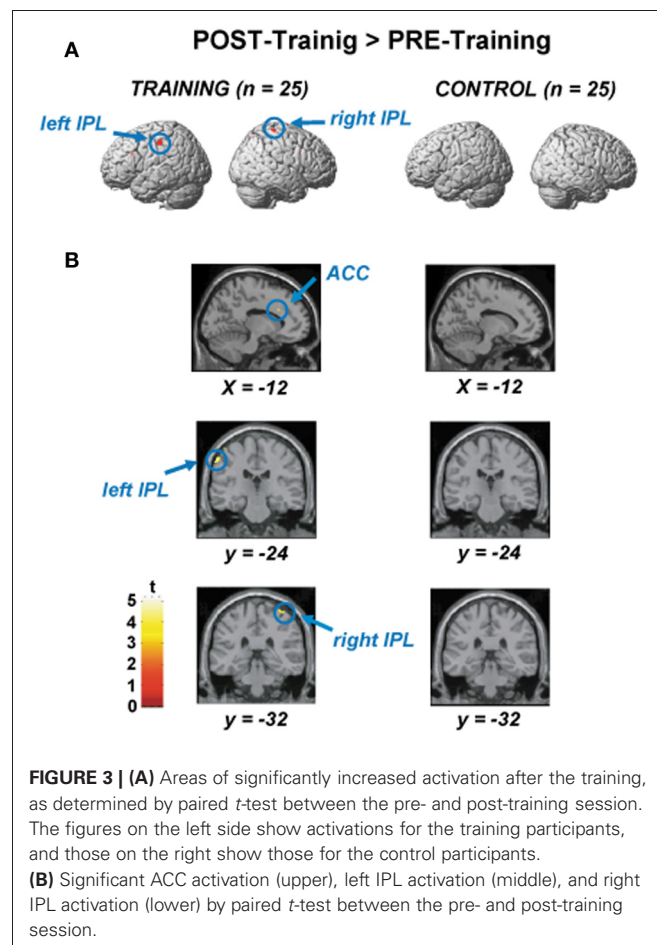 POST-Trainig > PRE-Training
A
TRAINING (n = 25)
CONTROL (n = 25)
left IPL
right IPL
B
ACC
X = -12
X = -12
left IPL
y = -24
y = -24
t
5
4
3
2
1
0
right IPL
y = -32
y = -32
FIGURE 3 | (A) Areas of significantly increased activation after the training,
as determined by paired t-test between the pre- and post-training session.
The figures on the left side show activations for the training participants,
and those on the right show those for the control participants.
(B) Significant ACC activation (upper), left IPL activation (middle), and right
IPL activation (lower) by paired t-test between the pre- and post-training
session.